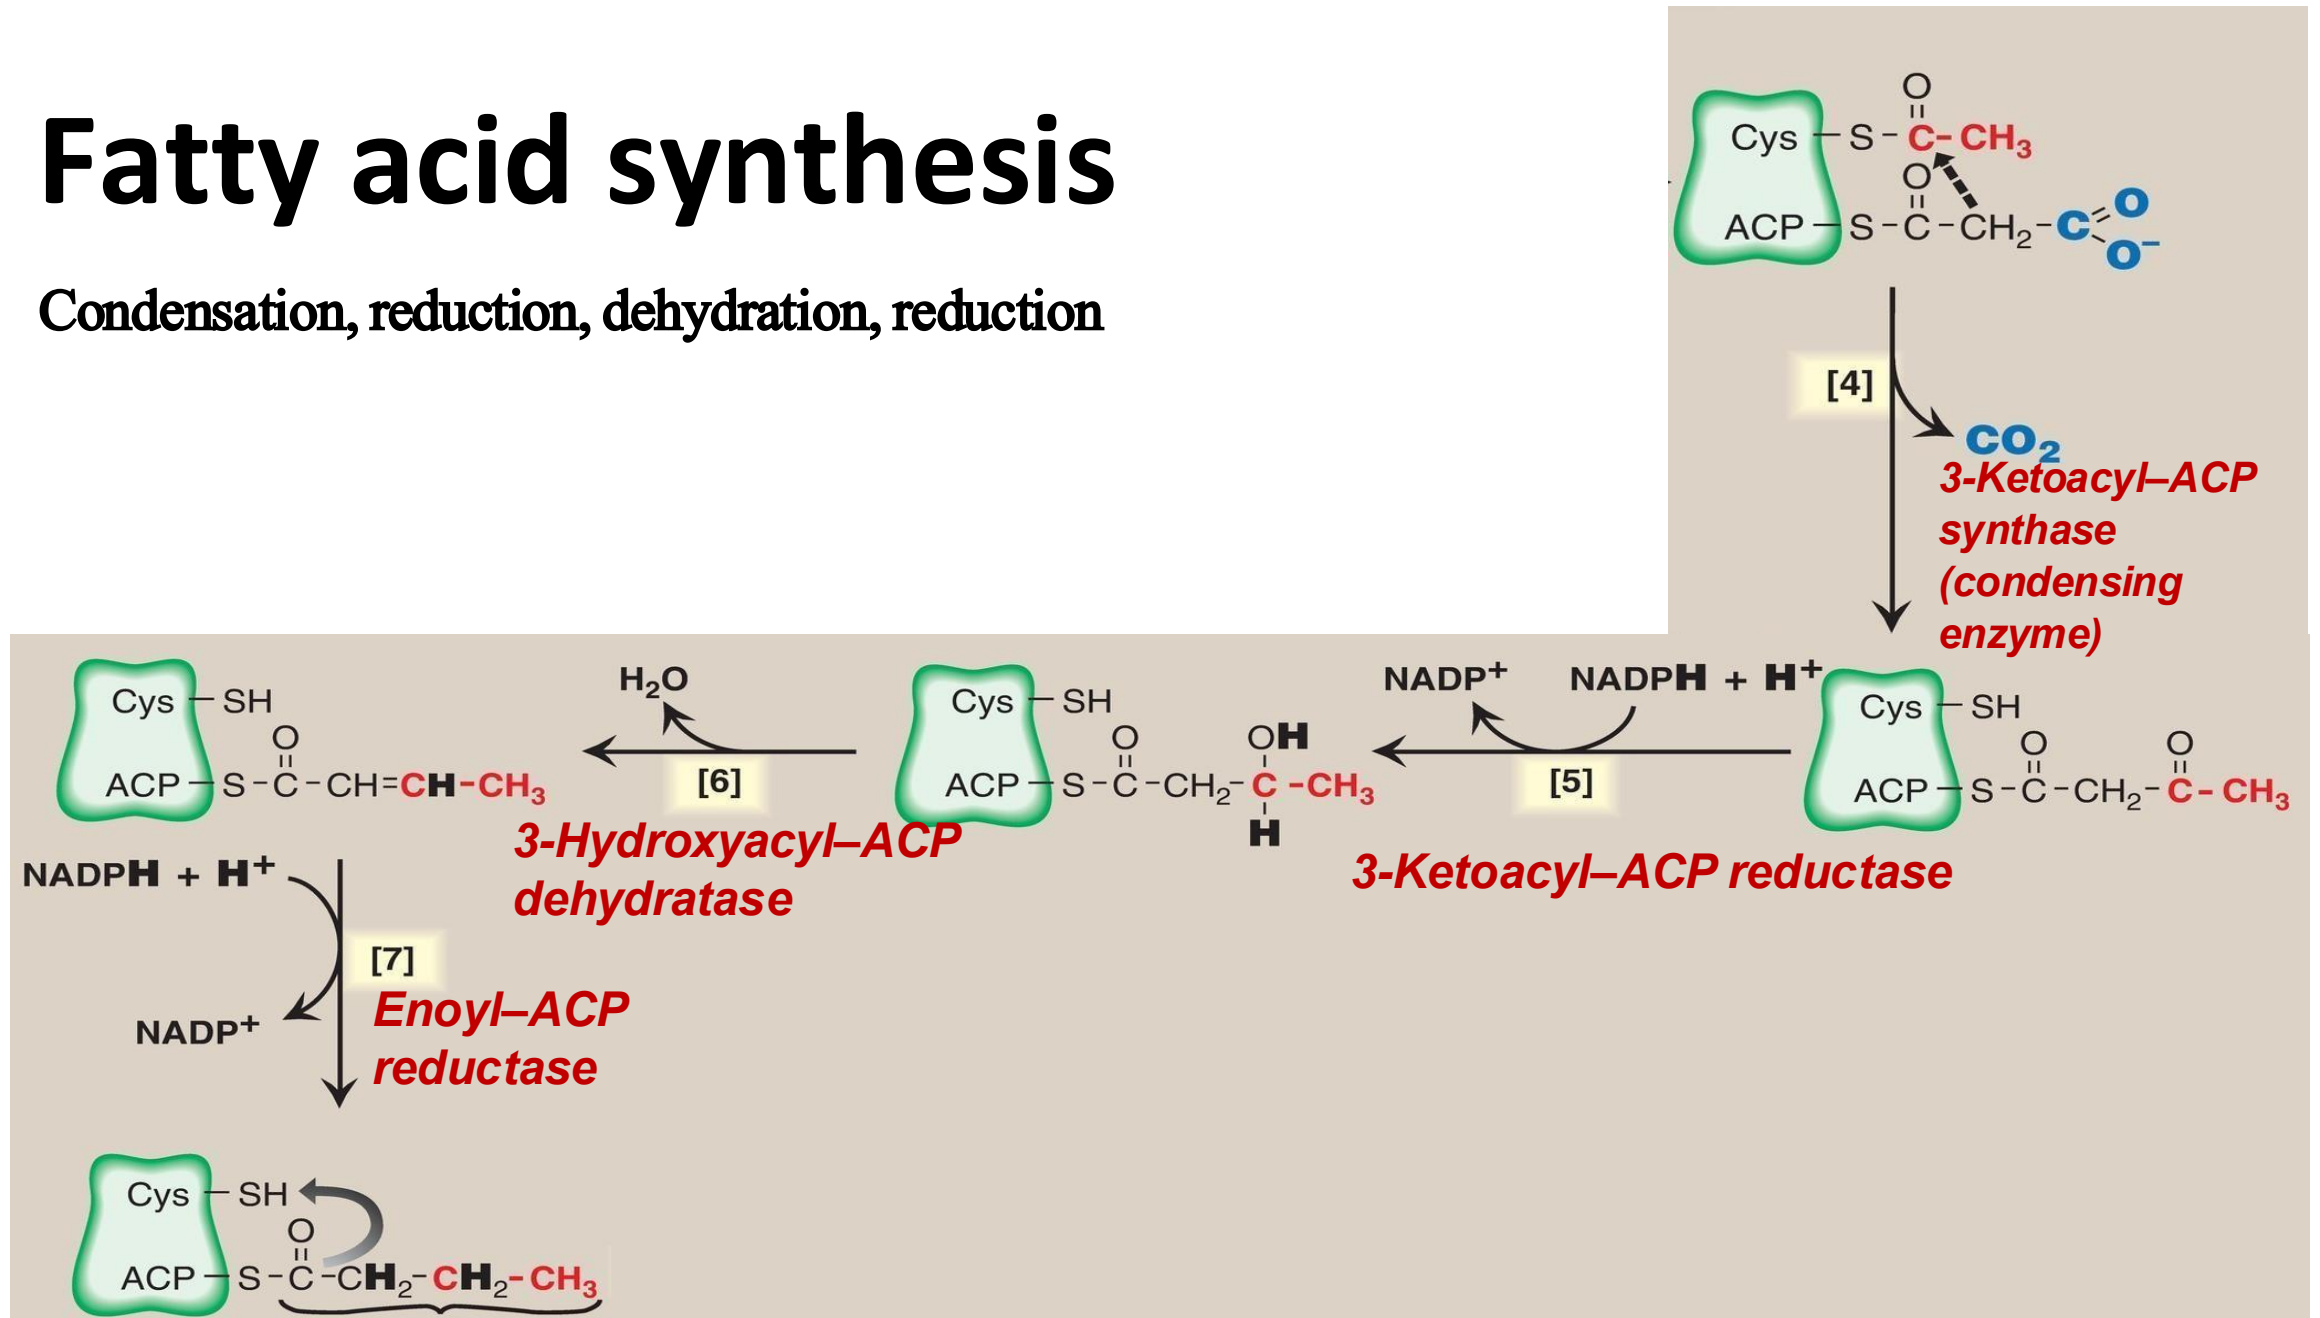 Fatty acid synthesis
Condensation, reduction, dehydration, reduction
O
Cys – S – C – CH₃
O
ACP – S – C – CH₂ – C = O
O⁻
[4]
CO₂
3-Ketoacyl–ACP
synthase
(condensing
enzyme)
Cys – SH
O O
ACP – S – C – CH₂ – C – CH₃
NADP⁺ NADPH + H⁺
[5]
3-Ketoacyl–ACP reductase
Cys – SH
O OH
ACP – S – C – CH₂ – C – CH₃
H
H₂O
[6]
3-Hydroxyacyl–ACP
dehydratase
Cys – SH
O
ACP – S – C – CH=CH – CH₃
NADPH + H⁺
[7]
NADP⁺
Enoyl–ACP
reductase
Cys – SH
O
ACP – S – C – CH₂ – CH₂ – CH₃